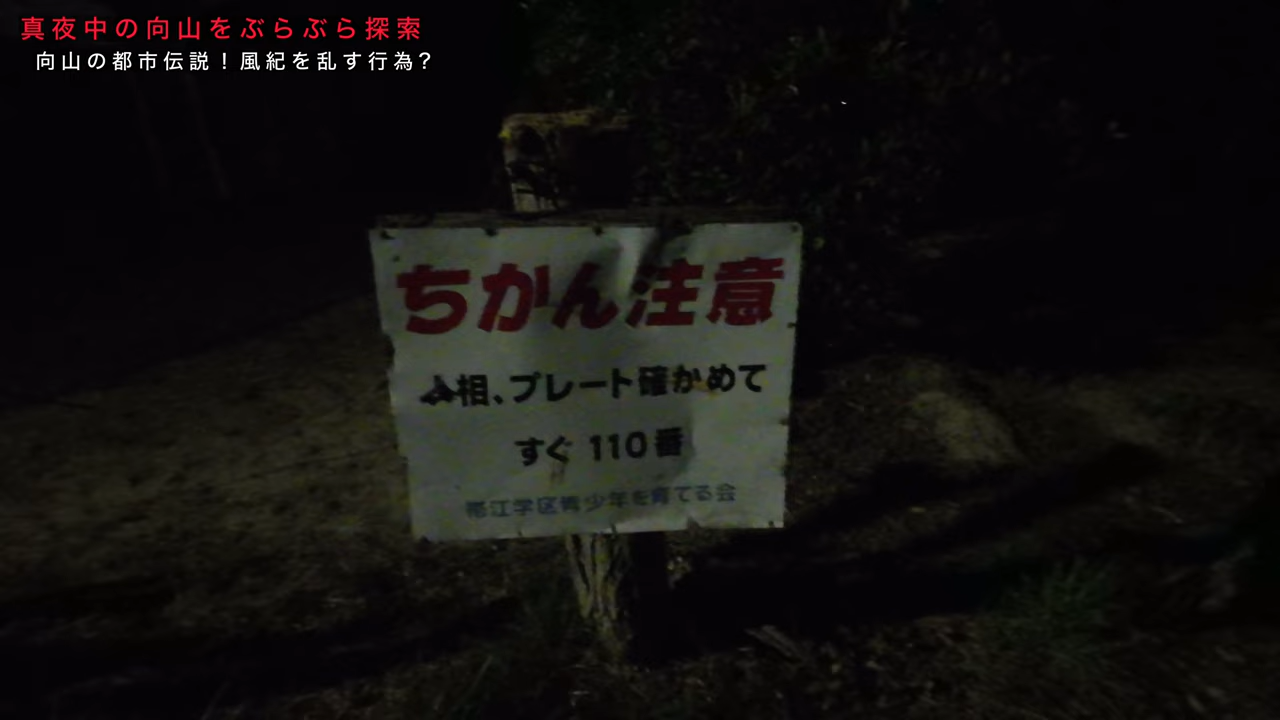 真夜中の向山をぶらぶら探索
向山の都市伝説！風紀を乱す行為?
ちかん注意
人相、プレート確かめて
すぐ 110番
帯江学区青少年を育てる会